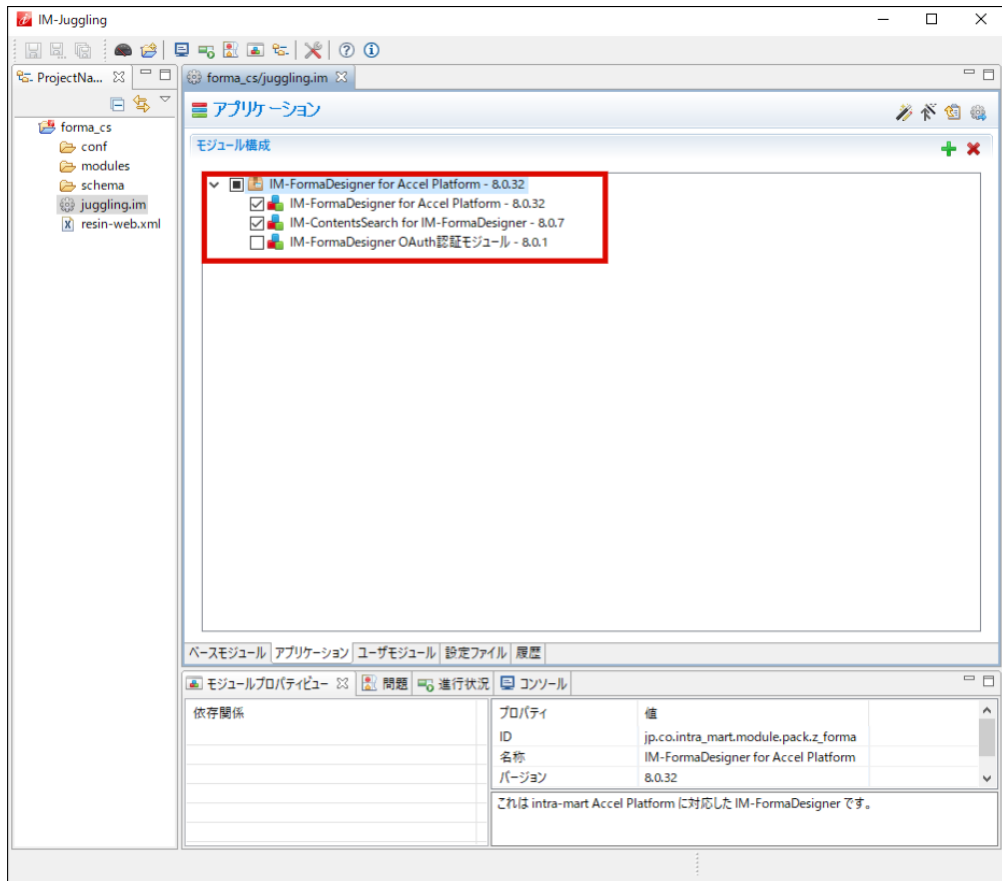 IM-Juggling
ProjectNa...
forma_cs/juggling.im
アプリケーション
forma_cs
conf
modules
schema
juggling.im
resin-web.xml
モジュール構成
IM-FormaDesigner for Accel Platform - 8.0.32
IM-FormaDesigner for Accel Platform - 8.0.32
IM-ContentsSearch for IM-FormaDesigner - 8.0.7
IM-FormaDesigner OAuth認証モジュール - 8.0.1
ベースモジュール アプリケーション ユーザモジュール 設定ファイル 履歴
モジュールプロパティビュー 問題 進行状況 コンソール
依存関係
プロパティ 値
ID jp.co.intra_mart.module.pack.z_forma
名称 IM-FormaDesigner for Accel Platform
バージョン 8.0.32
これは intra-mart Accel Platform に対応した IM-FormaDesigner です。